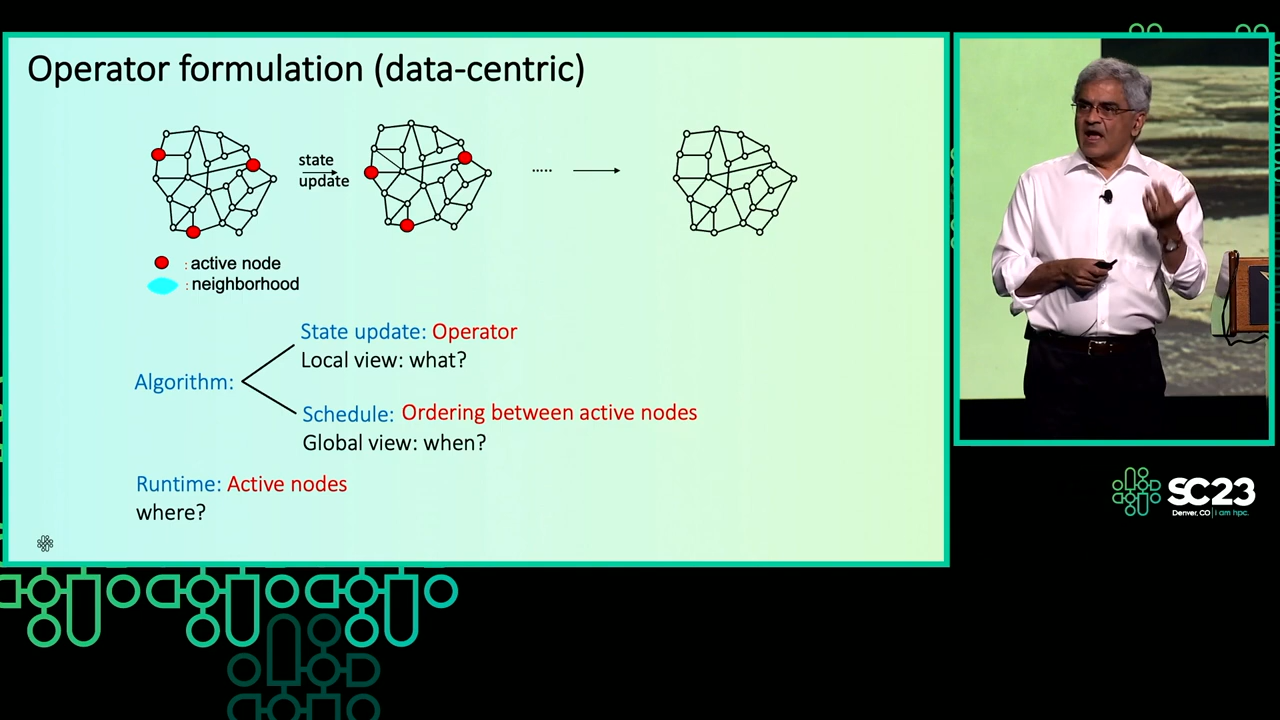 Operator formulation (data-centric)
state
update
.....
: active node
: neighborhood
State update: Operator
Local view: what?
Algorithm:
Schedule: Ordering between active nodes
Global view: when?
Runtime: Active nodes
where?
SC23
Denver, CO | i am hpc.